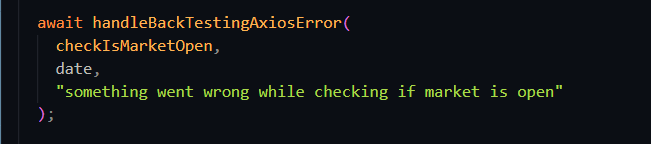 await handleBackTestingAxiosError(
checkIsMarketOpen,
date,
"something went wrong while checking if market is open"
);